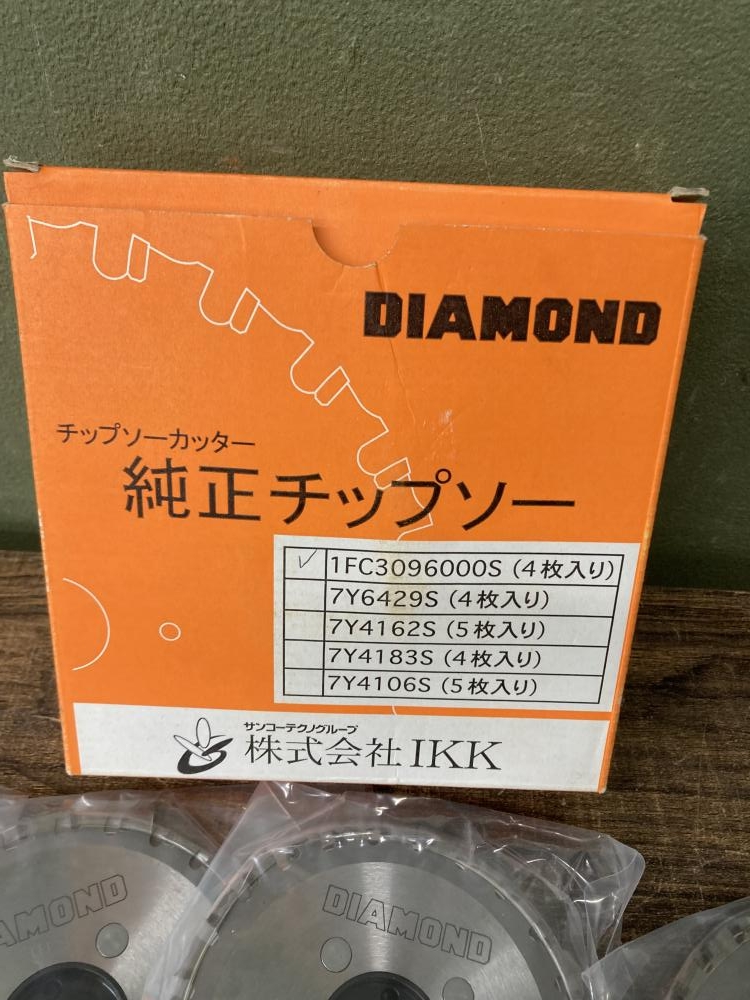 DIAMOND
チップソーカッター
純正チップソー
✓ 1FC3096000S (4枚入り)
7Y6429S (4枚入り)
7Y4162S (5枚入り)
7Y4183S (4枚入り)
7Y4106S (5枚入り)
サンコーテクノグループ
株式会社IKK
AMOND
DIAMOND